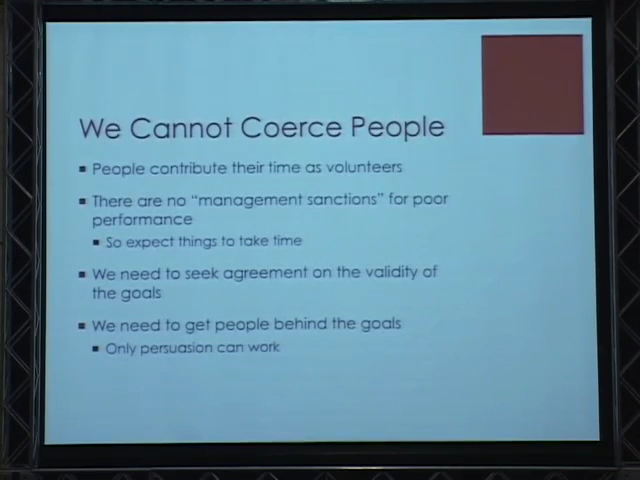 We Cannot Coerce People
People contribute their time as volunteers
There are no “management sanctions” for poor
performance
So expect things to take time
We need to seek agreement on the validity of
the goals
We need to get people behind the goals
Only persuasion can work